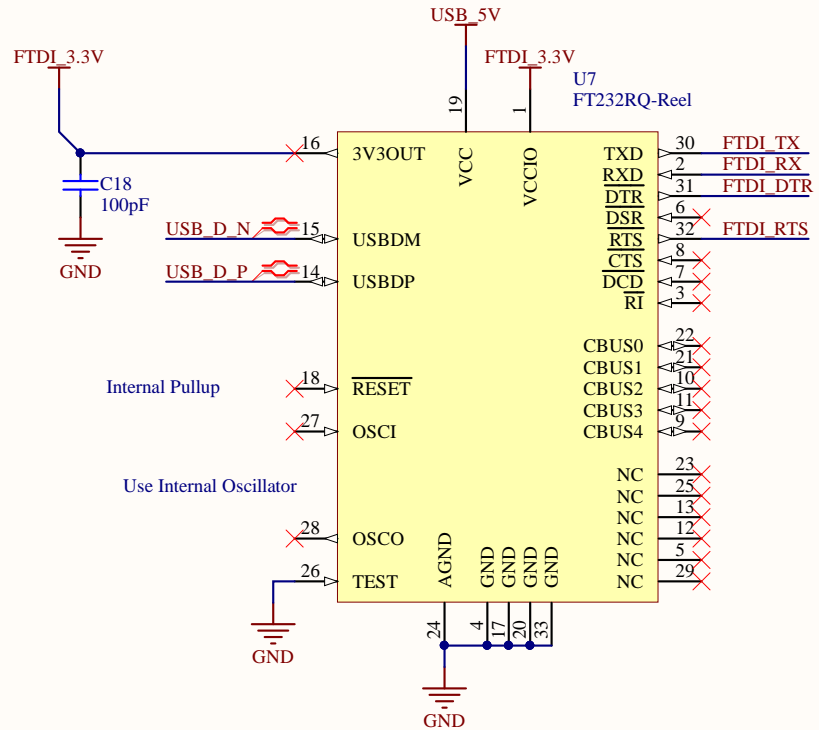 USB_5V
FTDI_3.3V
FTDI_3.3V
U7
FT232RQ-Reel
19
1
VCC
VCCIO
16
3V3OUT
C18
100pF
GND
USB_D_N
15
USBDM
USB_D_P
14
USBDP
Internal Pullup
18
RESET
27
OSCI
Use Internal Oscillator
28
OSCO
26
TEST
GND
TXD
30
FTDI_TX
RXD
2
FTDI_RX
DTR
31
FTDI_DTR
DSR
6
RTS
32
FTDI_RTS
CTS
8
DCD
7
RI
3
CBUS0
22
CBUS1
21
CBUS2
10
CBUS3
11
CBUS4
9
NC
23
NC
25
NC
13
NC
12
NC
5
NC
29
AGND
GND
GND
GND
GND
24
4
17
20
33
GND